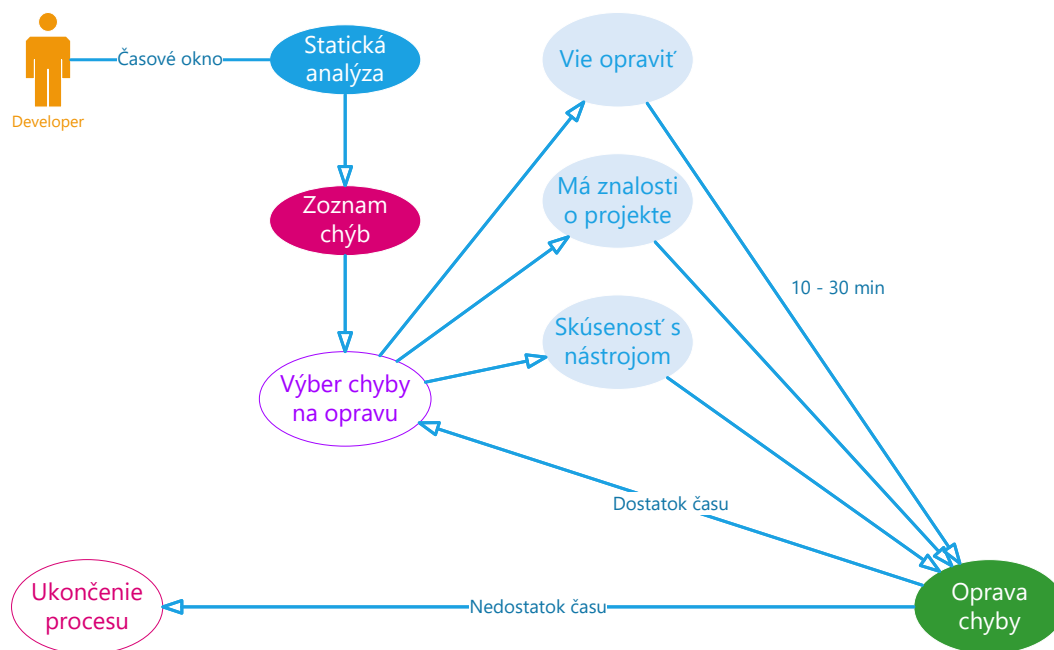 Developer
Časové okno
Statická
analýza
Vie opraviť
Zoznam
chýb
Má znalosti
o projekte
10 - 30 min
Skúsenosť s
nástrojom
Výber chyby
na opravu
Dostatok času
Ukončenie
procesu
Nedostatok času
Oprava
chyby